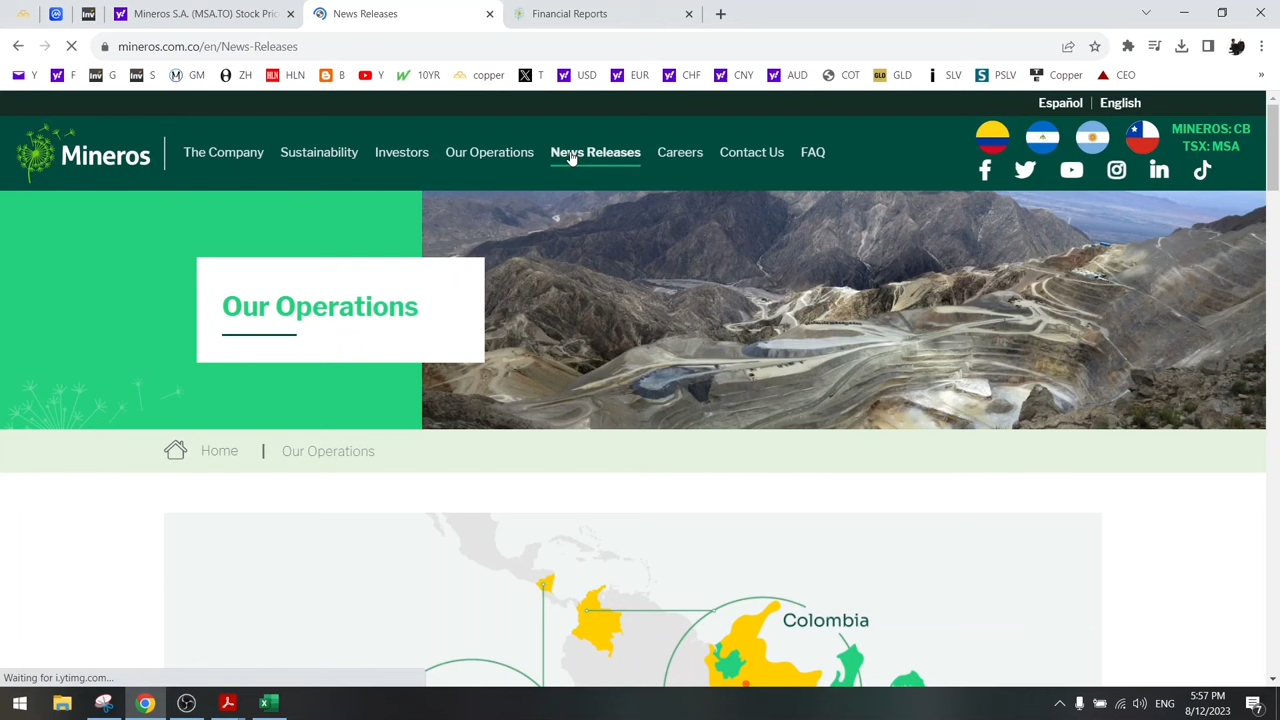 Mineros S.A. (MSA.TO) Stock Pric
News Releases
Financial Reports
mineros.com.co/en/News-Releases
Y F G S GM ZH HLN B Y 10YR copper T USD EUR CHF CNY AUD COT GLD SLV PSLV Copper CEO
Español | English
Mineros
The Company Sustainability Investors Our Operations News Releases Careers Contact Us FAQ
MINEROS: CB
TSX: MSA
Our Operations
Home | Our Operations
Colombia
Waiting for i.ytimg.com...
ENG
5:57 PM
8/12/2023
7